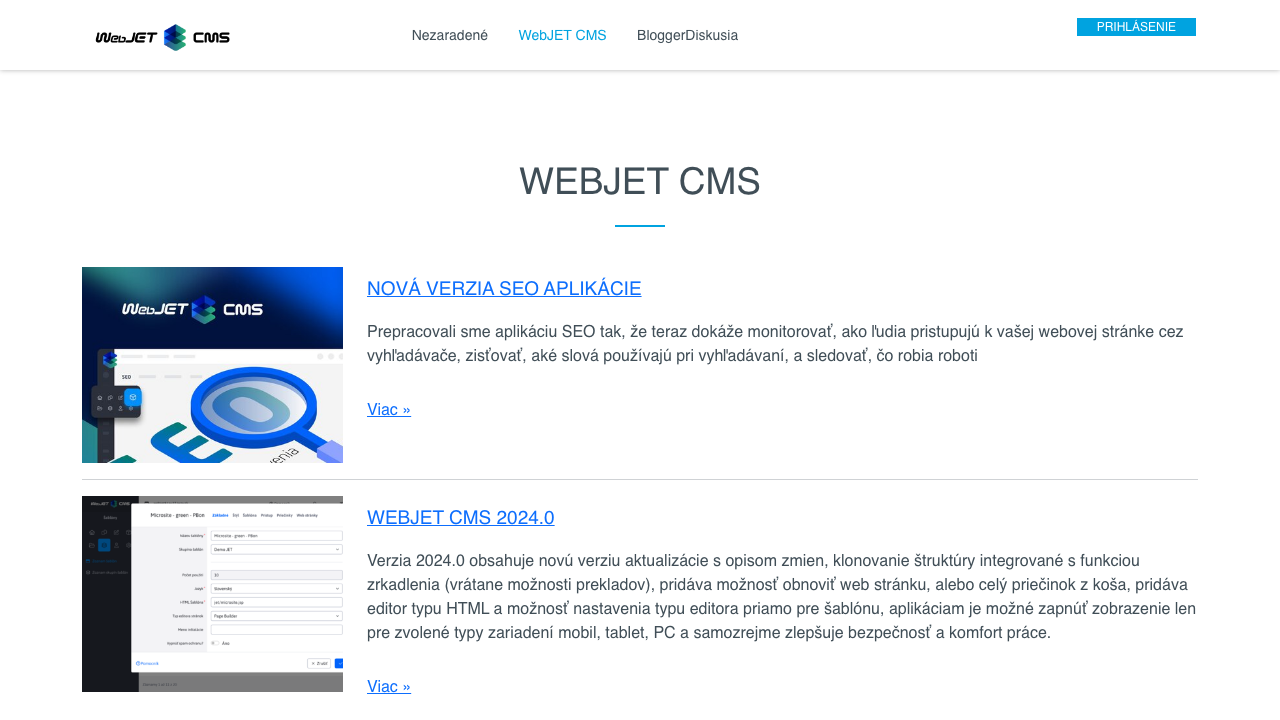 WebJET CMS
Nezaradené
WebJET CMS
BloggerDiskusia
PRIHLÁSENIE
WEBJET CMS
WebJET CMS
SEO
NOVÁ VERZIA SEO APLIKÁCIE
Prepracovali sme aplikáciu SEO tak, že teraz dokáže monitorovať, ako ľudia pristupujú k vašej webovej stránke cez
vyhľadávače, zisťovať, aké slová používajú pri vyhľadávaní, a sledovať, čo robia roboti
Viac »
Microsite - green - PBcn
WEBJET CMS 2024.0
Verzia 2024.0 obsahuje novú verziu aktualizácie s opisom zmien, klonovanie štruktúry integrované s funkciou
zrkadlenia (vrátane možnosti prekladov), pridáva možnosť obnoviť web stránku, alebo celý priečinok z koša, pridáva
editor typu HTML a možnosť nastavenia typu editora priamo pre šablónu, aplikáciam je možné zapnúť zobrazenie len
pre zvolené typy zariadení mobil, tablet, PC a samozrejme zlepšuje bezpečnosť a komfort práce.
Viac »